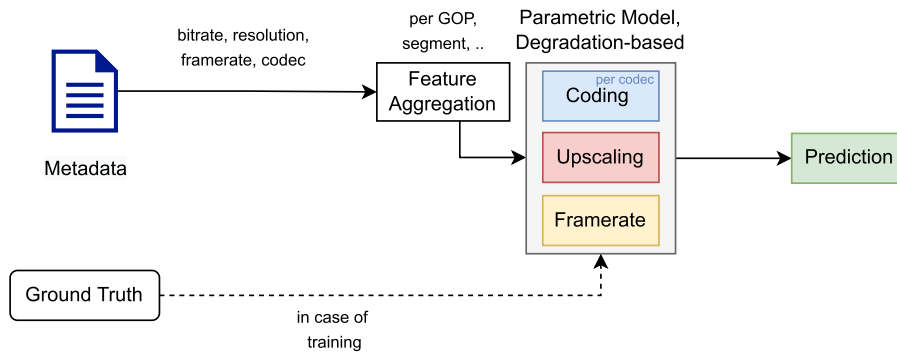 bitrate, resolution,
framerate, codec
Metadata
per GOP,
segment, ..
Feature
Aggregation
Parametric Model,
Degradation-based
per codec
Coding
Upscaling
Framerate
Prediction
Ground Truth
in case of
training